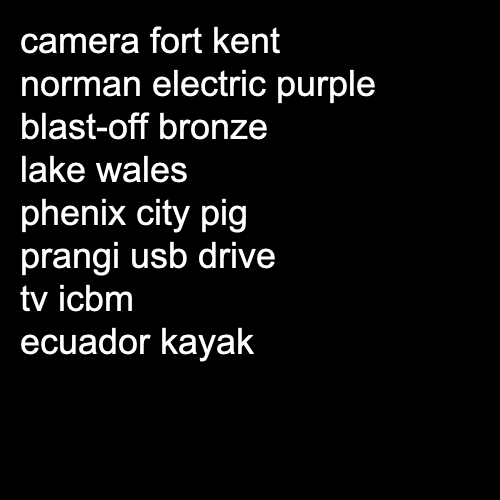 camera fort kent
norman electric purple
blast-off bronze
lake wales
phenix city pig
prangi usb drive
tv icbm
ecuador kayak